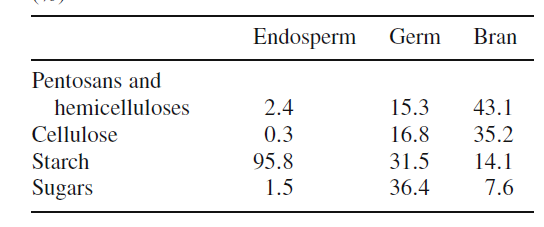 Endosperm Germ Bran
Pentosans and
hemicelluloses 2.4 15.3 43.1
Cellulose 0.3 16.8 35.2
Starch 95.8 31.5 14.1
Sugars 1.5 36.4 7.6